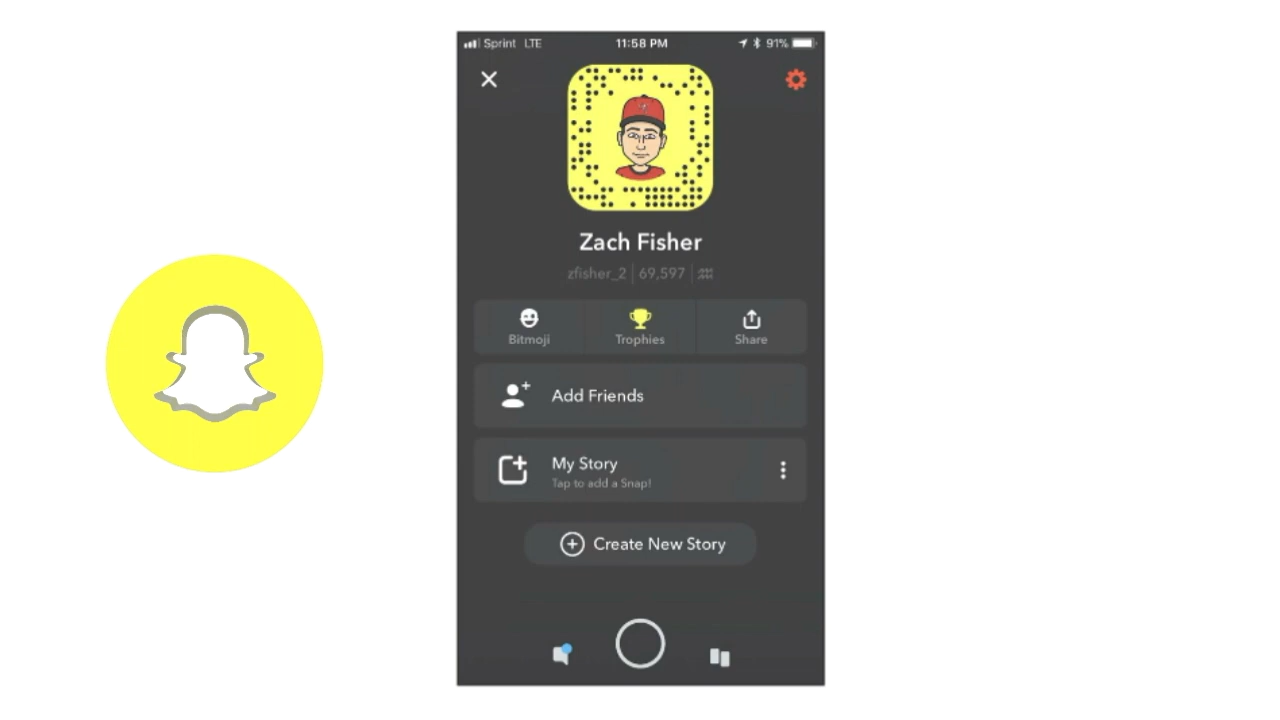 Sprint LTE 11:58 PM 91%
Zach Fisher
zfisher_2 | 69,597
Bitmoji Trophies Share
Add Friends
My Story
Tap to add a Snap!
Create New Story